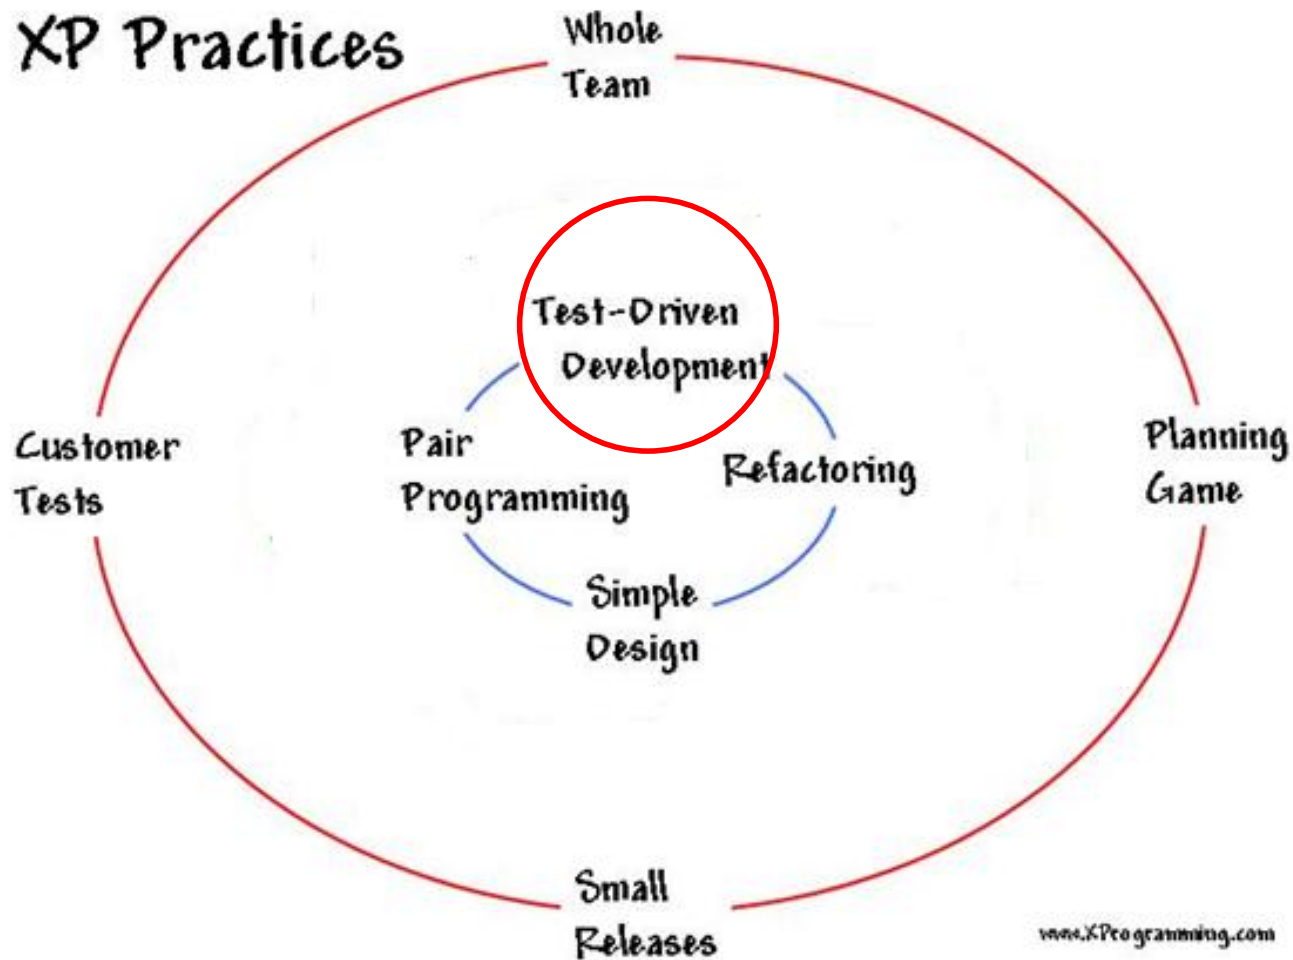 XP Practices
Whole
Team
Test-Driven
Development
Customer
Tests
Pair
Programming
Refactoring
Planning
Game
Simple
Design
Small
Releases
www.XProgramming.com